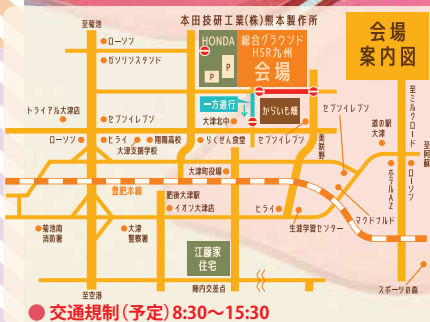 本田技研工業(株)熊本製作所
会場
案内図
至菊池
ローソン
ガソリンスタンド
HONDA
P
P
総合グラウンド
HSR九州
会場
至ミルクロード
一方通行
からいも畑
トライアル大津店
セブンイレブン
大津北中
セブンイレブン
道の駅
大津
至阿蘇
ローソン
ヒライ
翔陽高校
大津支援学校
らくぜん食堂
セブンイレブン
美咲野
大津町役場
ホテルAZ
ローソン
豊肥本線
肥後大津駅
イオン大津店
ヒライ
マクドナルド
菊池南
消防署
大津
警察署
生涯学習センター
江藤家
住宅
至空港
陣内交差点
スポーツの森
交通規制(予定)8:30~15:30